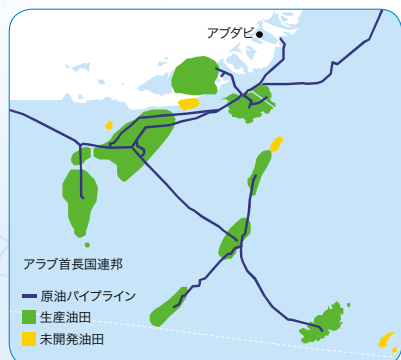 アブダビ
アラブ首長国連邦
原油パイプライン
生産油田
未開発油田